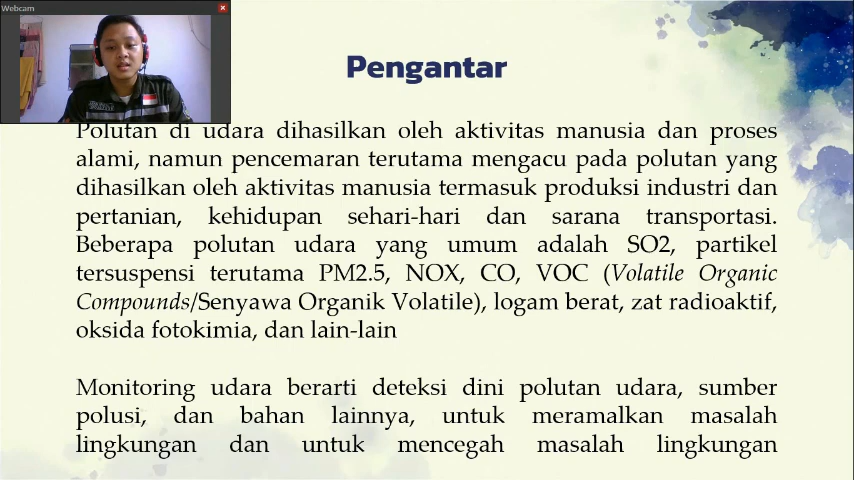 Webcam
Pengantar
Polutan di udara dihasilkan oleh aktivitas manusia dan proses
alami, namun pencemaran terutama mengacu pada polutan yang
dihasilkan oleh aktivitas manusia termasuk produksi industri dan
pertanian, kehidupan sehari-hari dan sarana transportasi.
Beberapa polutan udara yang umum adalah SO2, partikel
tersuspensi terutama PM2.5, NOX, CO, VOC (Volatile Organic
Compounds/Senyawa Organik Volatile), logam berat, zat radioaktif,
oksida fotokimia, dan lain-lain
Monitoring udara berarti deteksi dini polutan udara, sumber
polusi, dan bahan lainnya, untuk meramalkan masalah
lingkungan dan untuk mencegah masalah lingkungan